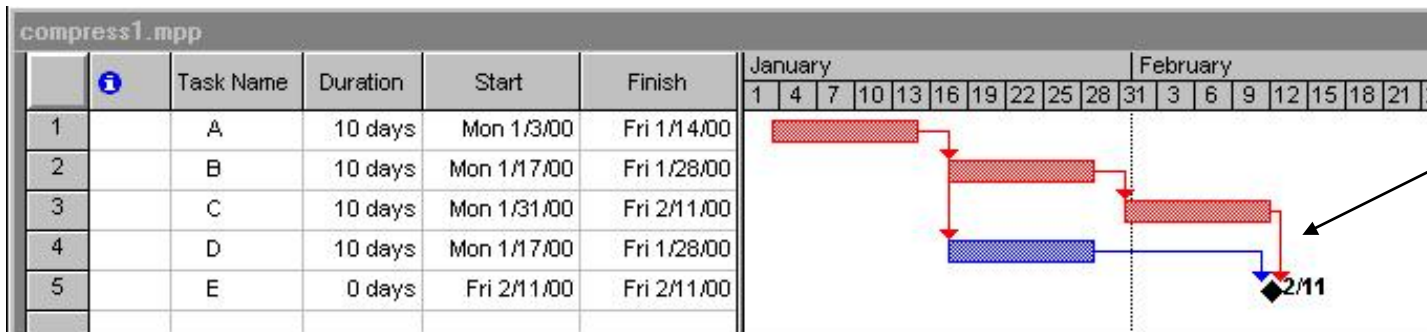 compress1.mpp
Task Name Duration Start Finish
January February
1 4 7 10 13 16 19 22 25 28 31 3 6 9 12 15 18 21
1 A 10 days Mon 1/3/00 Fri 1/14/00
2 B 10 days Mon 1/17/00 Fri 1/28/00
3 C 10 days Mon 1/31/00 Fri 2/11/00
4 D 10 days Mon 1/17/00 Fri 1/28/00
5 E 0 days Fri 2/11/00 Fri 2/11/00
2/11